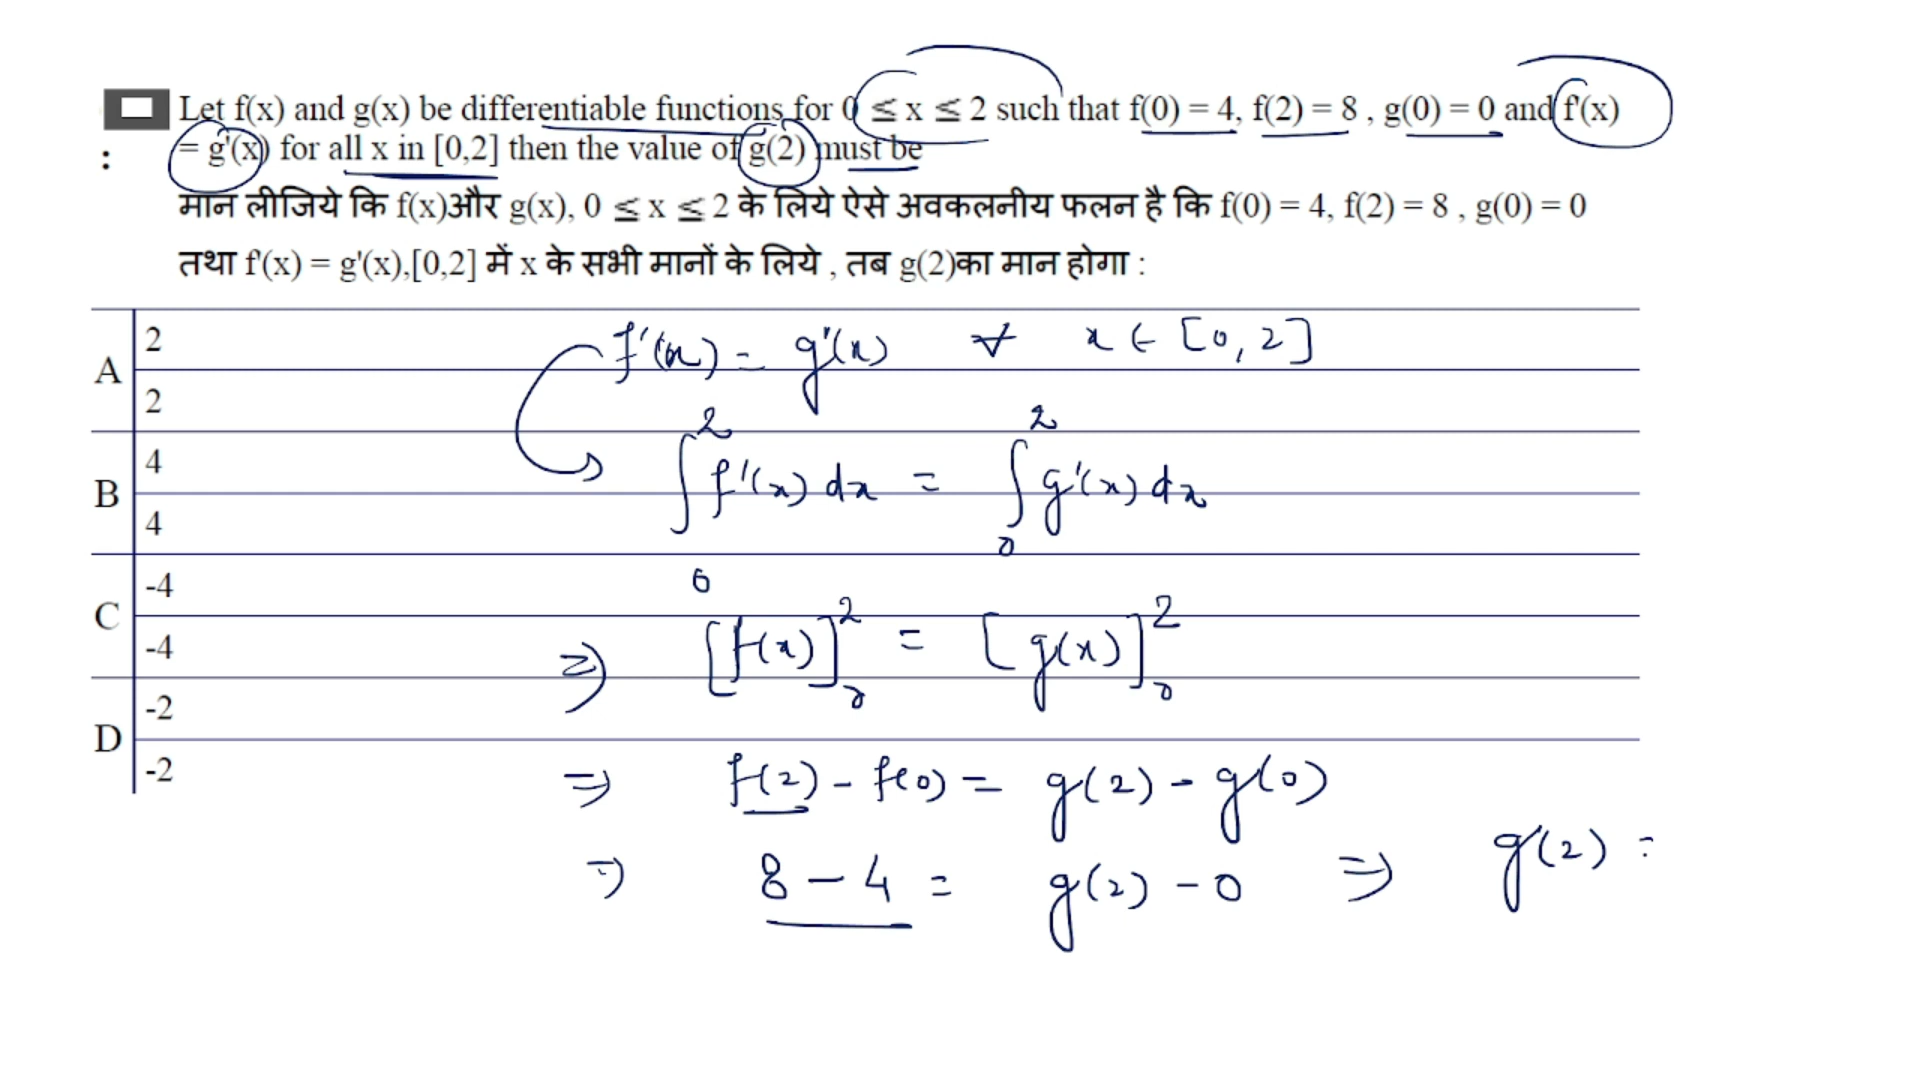 Let f(x) and g(x) be differentiable functions for 0 ≤ x ≤ 2 such that f(0) = 4, f(2) = 8 , g(0) = 0 and f'(x)
: = g'(x) for all x in [0,2] then the value of g(2) must be
मान लीजिये कि f(x)और g(x), 0 ≤ x ≤ 2 के लिये ऐसे अवकलनीय फलन है कि f(0) = 4, f(2) = 8 , g(0) = 0
तथा f'(x) = g'(x),[0,2] में x के सभी मानों के लिये , तब g(2)का मान होगा :
A
2
2
B
4
4
C
-4
-4
D
-2
-2
f'(x) = g'(x) ∀ x ∈ [0, 2]
∫₀² f'(x) dx = ∫₀² g'(x) dx
⇒ [f(x)]₀² = [g(x)]₀²
⇒ f(2) - f(0) = g(2) - g(0)
⇒ 8 - 4 = g(2) - 0 ⇒ g(2) =